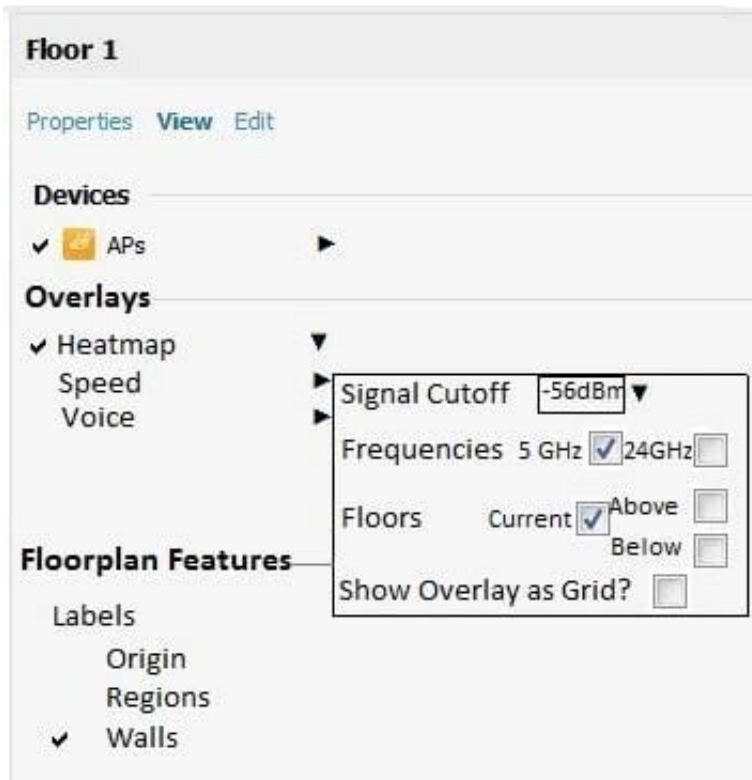 Floor 1
Properties View Edit
Devices
APs
Overlays
Heatmap
Speed
Voice
Signal Cutoff -56dBm
Frequencies 5 GHz 24GHz
Floors Current Above
Below
Show Overlay as Grid?
Floorplan Features
Labels
Origin
Regions
Walls